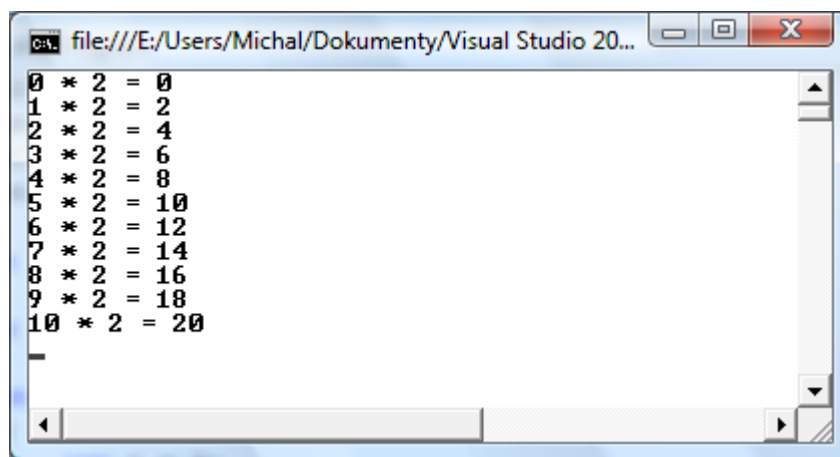 file:///E:/Users/Michal/Dokumenty/Visual Studio 20...
0 * 2 = 0
1 * 2 = 2
2 * 2 = 4
3 * 2 = 6
4 * 2 = 8
5 * 2 = 10
6 * 2 = 12
7 * 2 = 14
8 * 2 = 16
9 * 2 = 18
10 * 2 = 20